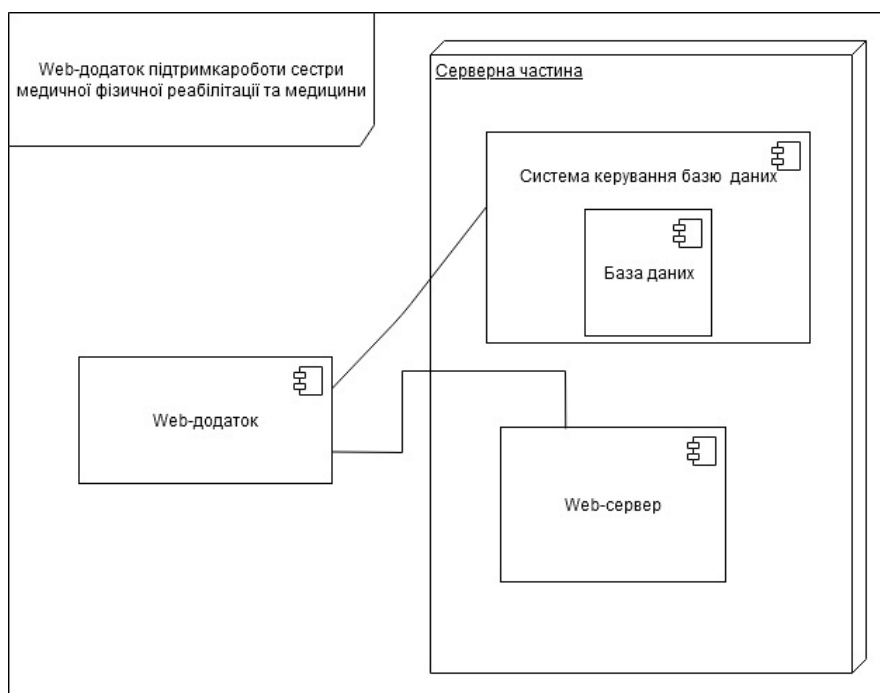 Web-додаток підтримкароботи сестри
медичної фізичної реабілітації та медицини
Серверна частина
Система керування базю  даних
База даних
Web-додаток
Web-сервер